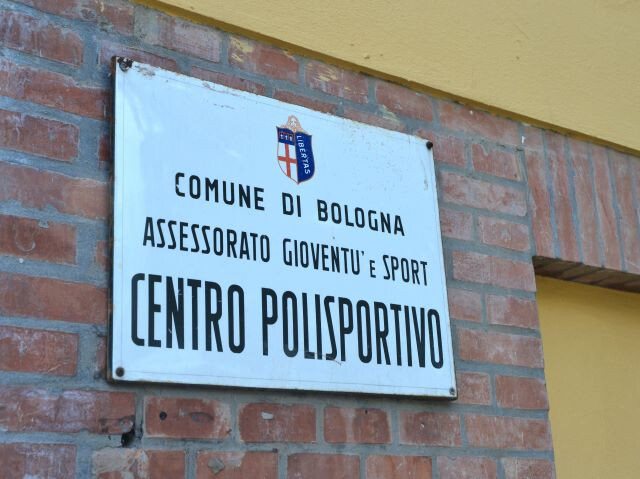 LIBERTAS
COMUNE DI BOLOGNA
ASSESSORATO GIOVENTU' E SPORT
CENTRO POLISPORTIVO